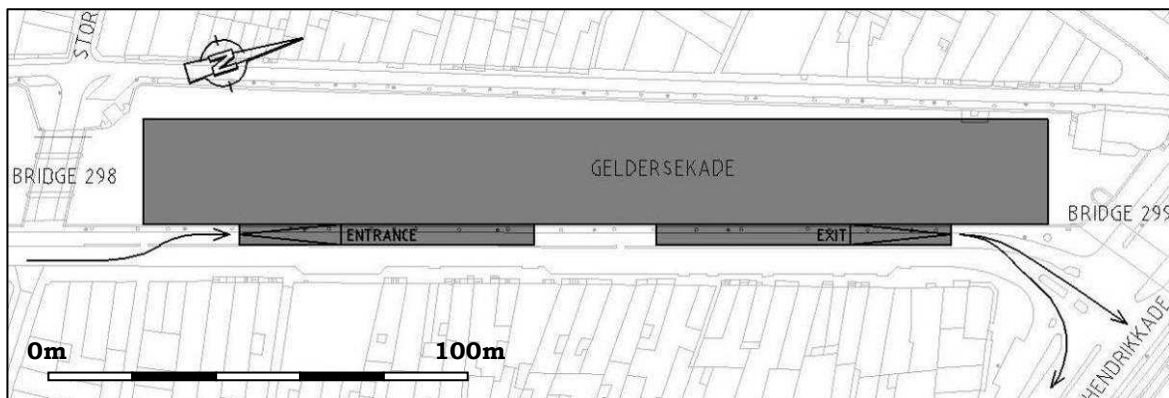 STOR
N
GELDERSEKADE
BRIDGE 298
BRIDGE 299
ENTRANCE
EXIT
HENDRIKKADE
0m
100m